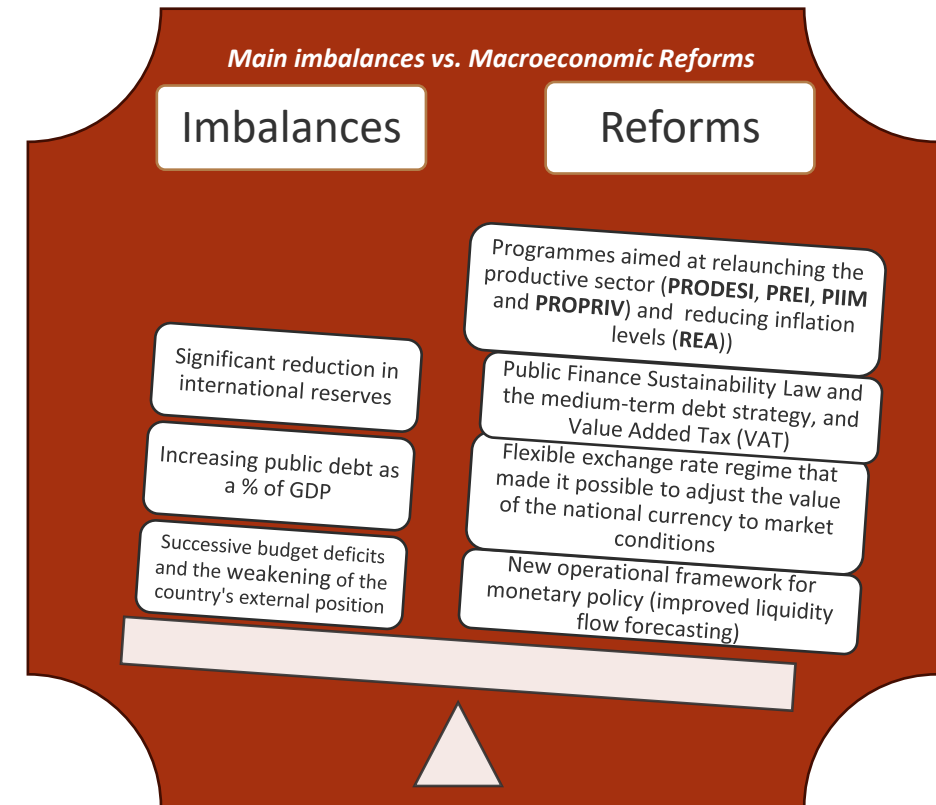 Main imbalances vs. Macroeconomic Reforms
Imbalances
Significant reduction in
international reserves
Increasing public debt as
a % of GDP
Successive budget deficits
and the weakening of the
country's external position
Reforms
Programmes aimed at relaunching the
productive sector (PRODESI, PREI, PIIM
and PROPRIV) and reducing inflation
levels (REA))
Public Finance Sustainability Law and
the medium-term debt strategy, and
Value Added Tax (VAT)
Flexible exchange rate regime that
made it possible to adjust the value
of the national currency to market
conditions
New operational framework for
monetary policy (improved liquidity
flow forecasting)